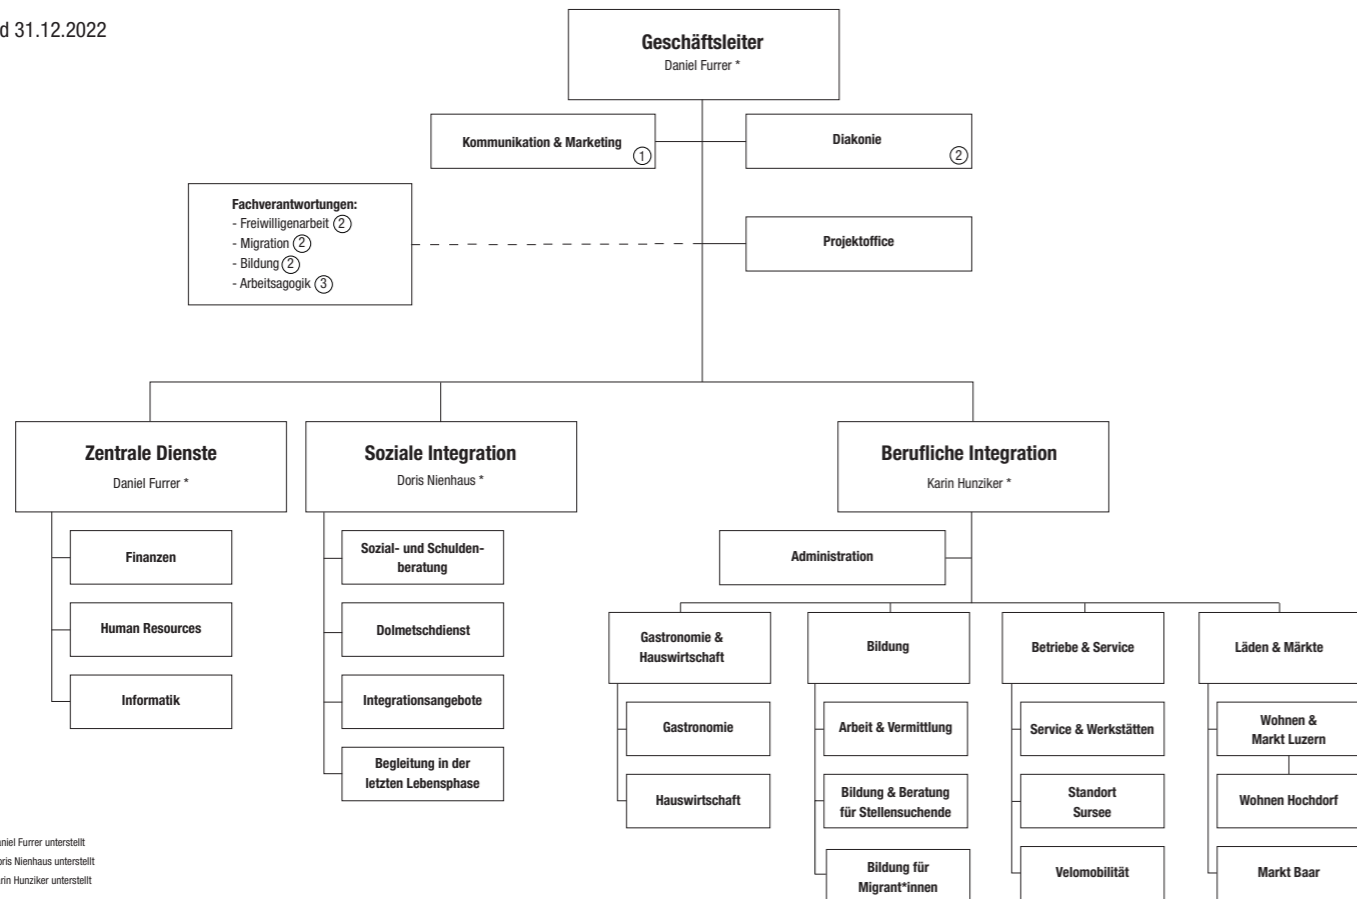 d 31.12.2022
Geschäftsleiter
Daniel Furrer *
Kommunikation & Marketing ①
Diakonie ②
Fachverantwortungen:
- Freiwilligenarbeit ②
- Migration ②
- Bildung ②
- Arbeitsagogik ③
Projektoffice
Zentrale Dienste
Daniel Furrer *
Soziale Integration
Doris Nienhaus *
Berufliche Integration
Karin Hunziker *
Finanzen
Human Resources
Informatik
Sozial- und Schulden-
beratung
Dolmetschdienst
Integrationsangebote
Begleitung in der
letzten Lebensphase
Administration
Gastronomie &
Hauswirtschaft
Gastronomie
Hauswirtschaft
Bildung
Arbeit & Vermittlung
Bildung & Beratung
für Stellensuchende
Bildung für
Migrant*innen
Betriebe & Service
Service & Werkstätten
Standort
Sursee
Velomobilität
Läden & Märkte
Wohnen &
Markt Luzern
Wohnen Hochdorf
Markt Baar
aniel Furrer unterstellt
oris Nienhaus unterstellt
arin Hunziker unterstellt